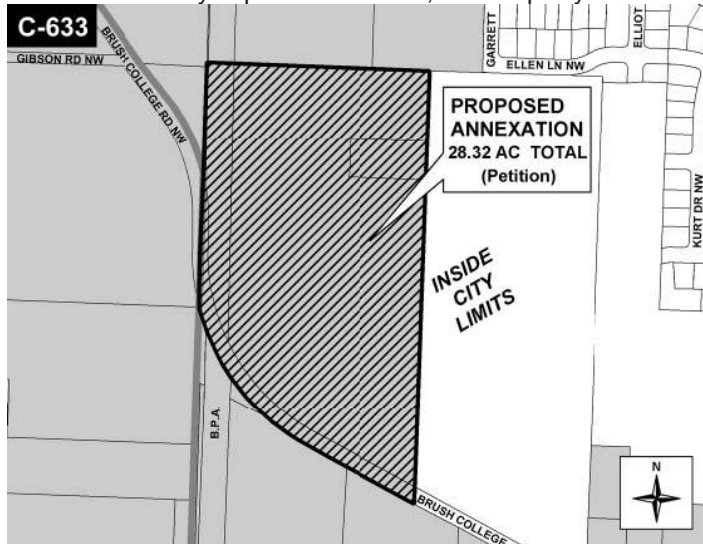 C-633
GIBSON RD NW
BRUSH COLLEGE RD NW
GARRETT
ELLIOT
ELLEN LN NW
PROPOSED
ANNEXATION
28.32 AC TOTAL
(Petition)
KURT DR NW
INSIDE
CITY
LIMITS
B.P.A.
BRUSH COLLEGE
N